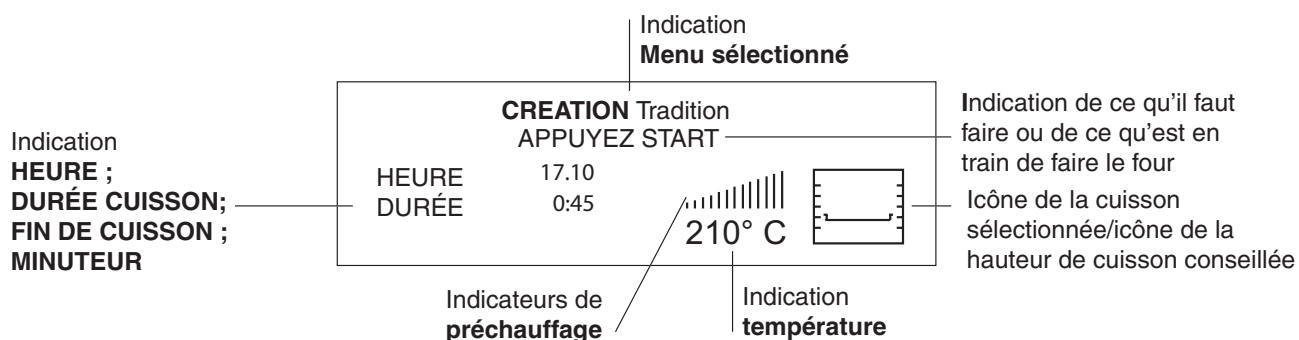 Indication
Menu sélectionné
CREATION Tradition
APPUYEZ START
Indication de ce qu'il faut
faire ou de ce qu'est en
train de faire le four
Indication
HEURE ;
DURÉE CUISSON;
FIN DE CUISSON ;
MINUTEUR
HEURE 17.10
DURÉE 0:45
210° C
Icône de la cuisson
sélectionnée/icône de la
hauteur de cuisson conseillée
Indicateurs de
préchauffage
Indication
température